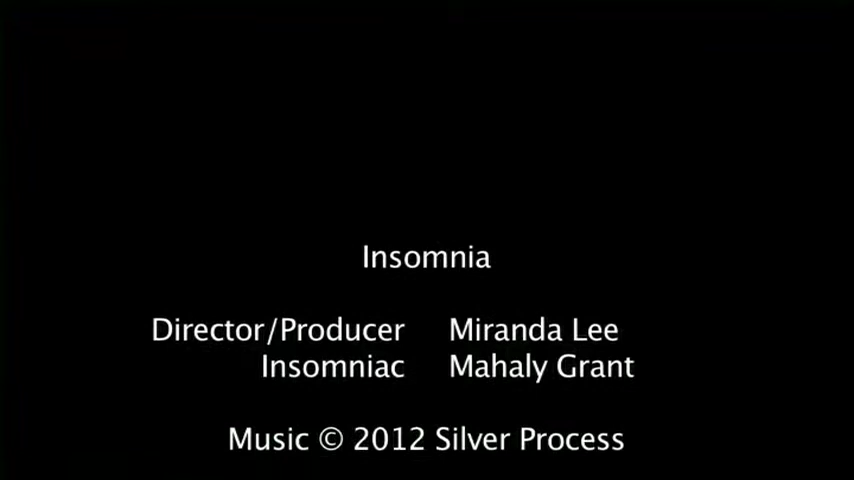 Insomnia
Director/Producer Miranda Lee
Insomniac Mahaly Grant
Music © 2012 Silver Process